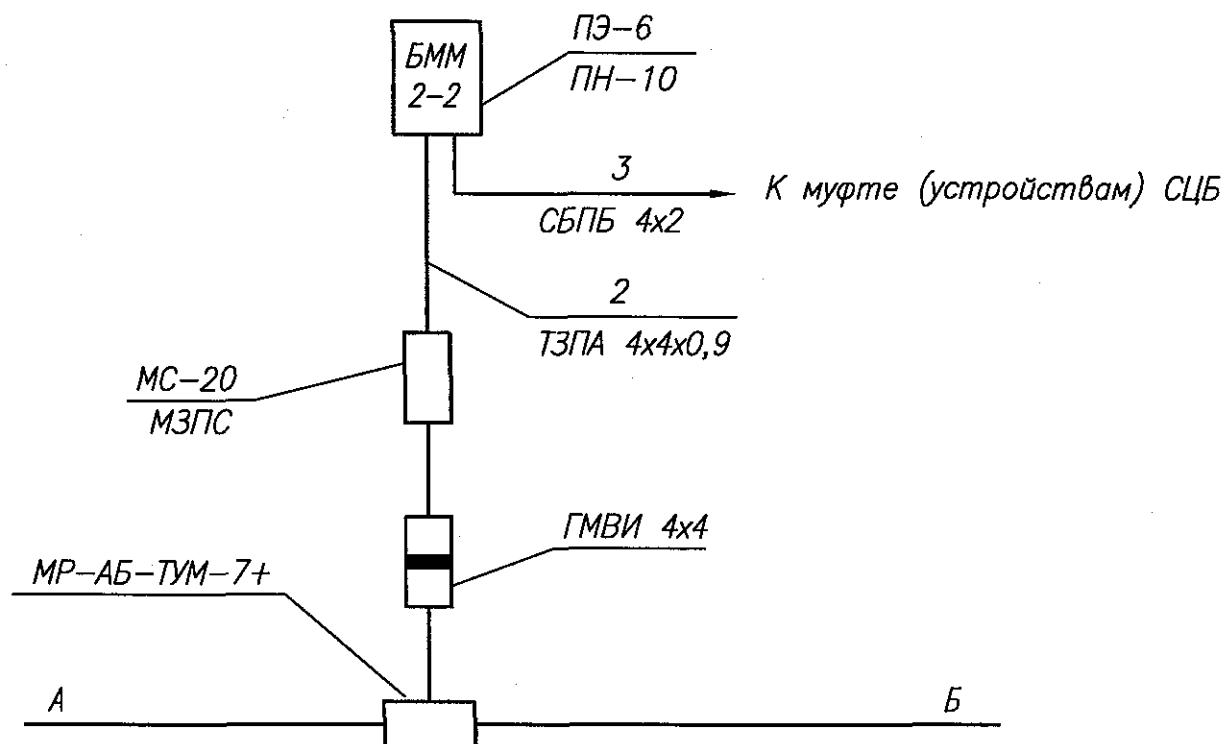 БММ
2-2
ПЭ-6
ПН-10
3
СБПБ 4х2
К муфте (устройствам) СЦБ
2
ТЗПА 4х4х0,9
МС-20
МЗПС
ГМВИ 4х4
МР-АБ-ТУМ-7+
А
Б